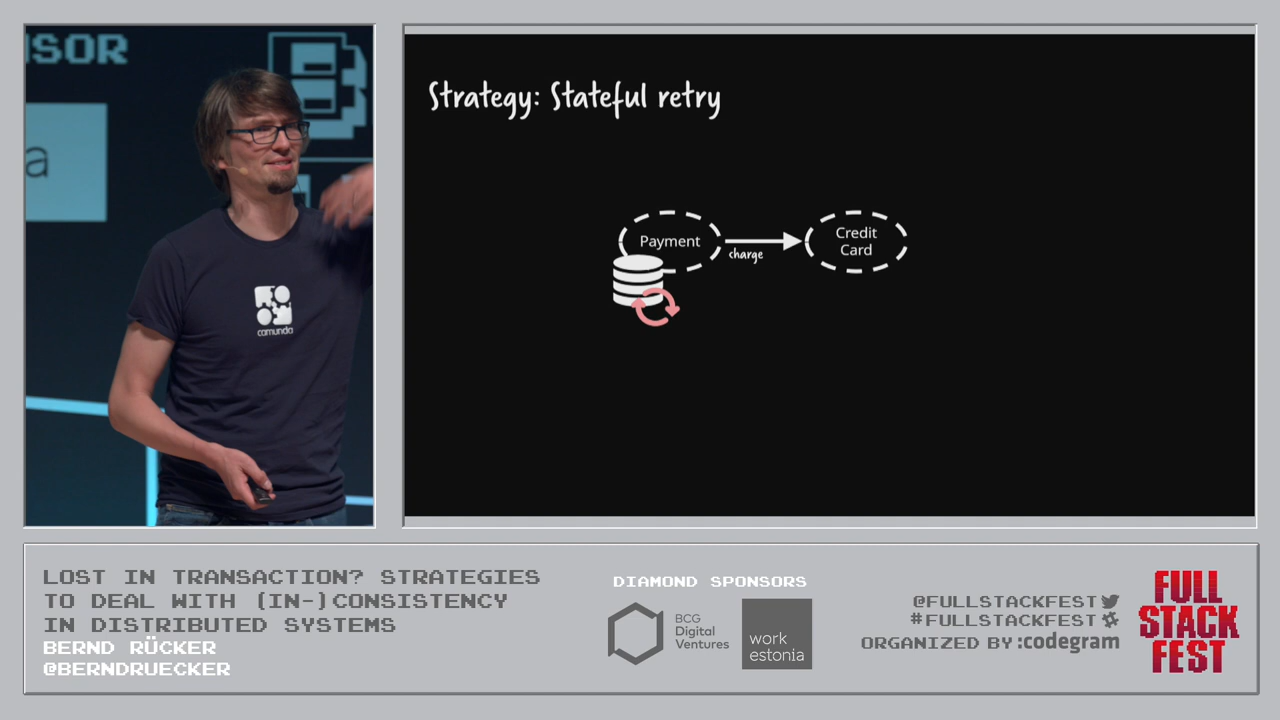 SOR
a
camunda
Strategy: Stateful retry
Payment
charge
Credit
Card
LOST IN TRANSACTION? STRATEGIES
TO DEAL WITH (IN-)CONSISTENCY
IN DISTRIBUTED SYSTEMS
BERND RÜCKER
@BERNDRUECKER
DIAMOND SPONSORS
BCG
Digital
Ventures
work
estonia
@FULLSTACKFEST
#FULLSTACKFEST
ORGANIZED BY :codegram
FULL
STACK
FEST